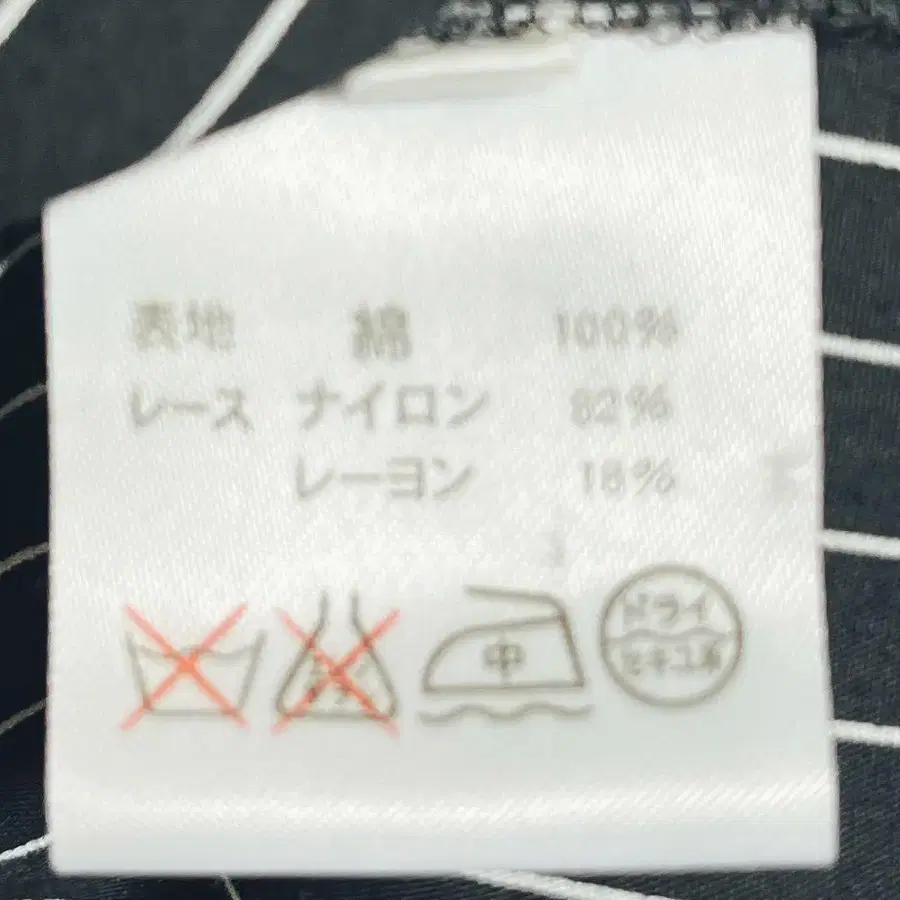 表地 綿 100%
レース ナイロン 82%
レーヨン 18%
中
ドライ
セキユ系